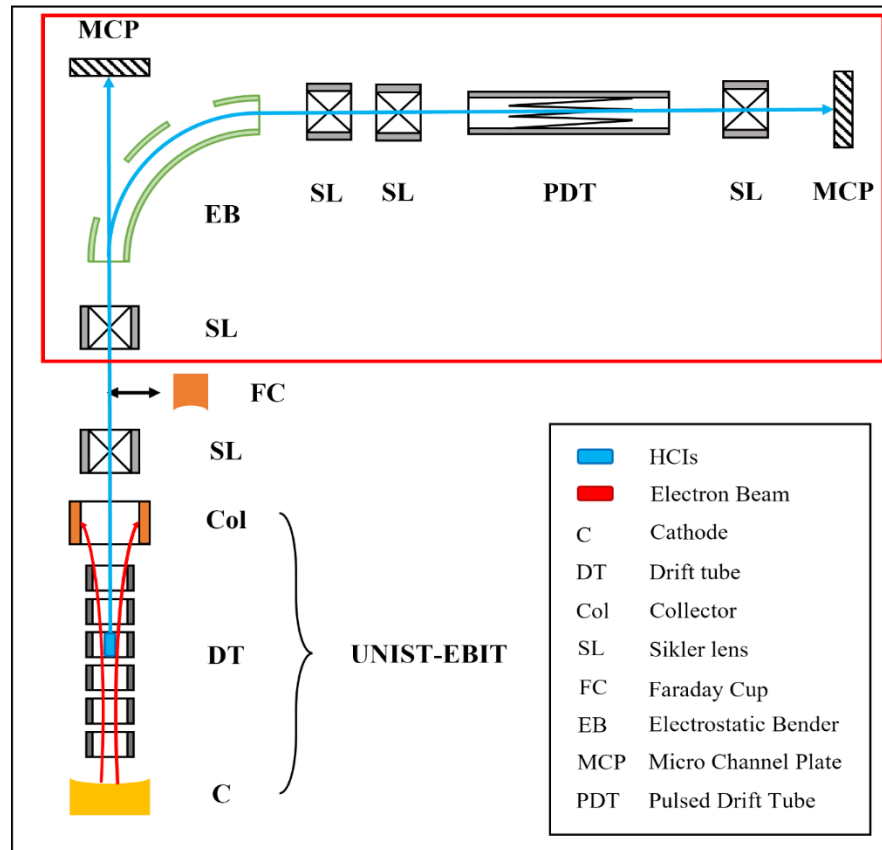 MCP
EB
SL
SL
PDT
SL
MCP
SL
FC
SL
Col
DT
UNIST-EBIT
C
HCIs
Electron Beam
C Cathode
DT Drift tube
Col Collector
SL Sikler lens
FC Faraday Cup
EB Electrostatic Bender
MCP Micro Channel Plate
PDT Pulsed Drift Tube